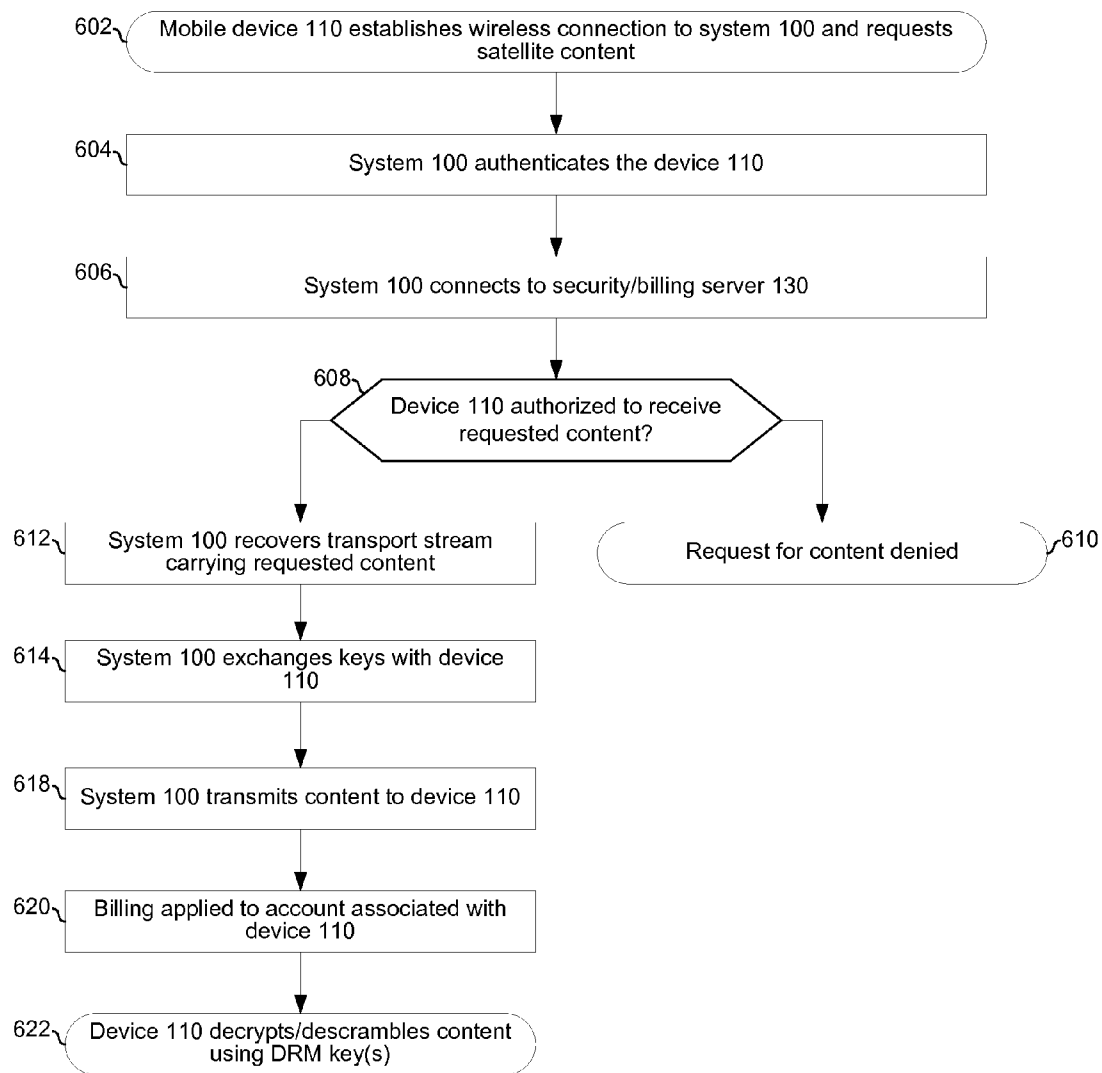 602
Mobile device 110 establishes wireless connection to system 100 and requests
satellite content
604
System 100 authenticates the device 110
606
System 100 connects to security/billing server 130
608
Device 110 authorized to receive
requested content?
612
System 100 recovers transport stream
carrying requested content
Request for content denied
610
614
System 100 exchanges keys with device
110
618
System 100 transmits content to device 110
620
Billing applied to account associated with
device 110
622
Device 110 decrypts/descrambles content
using DRM key(s)